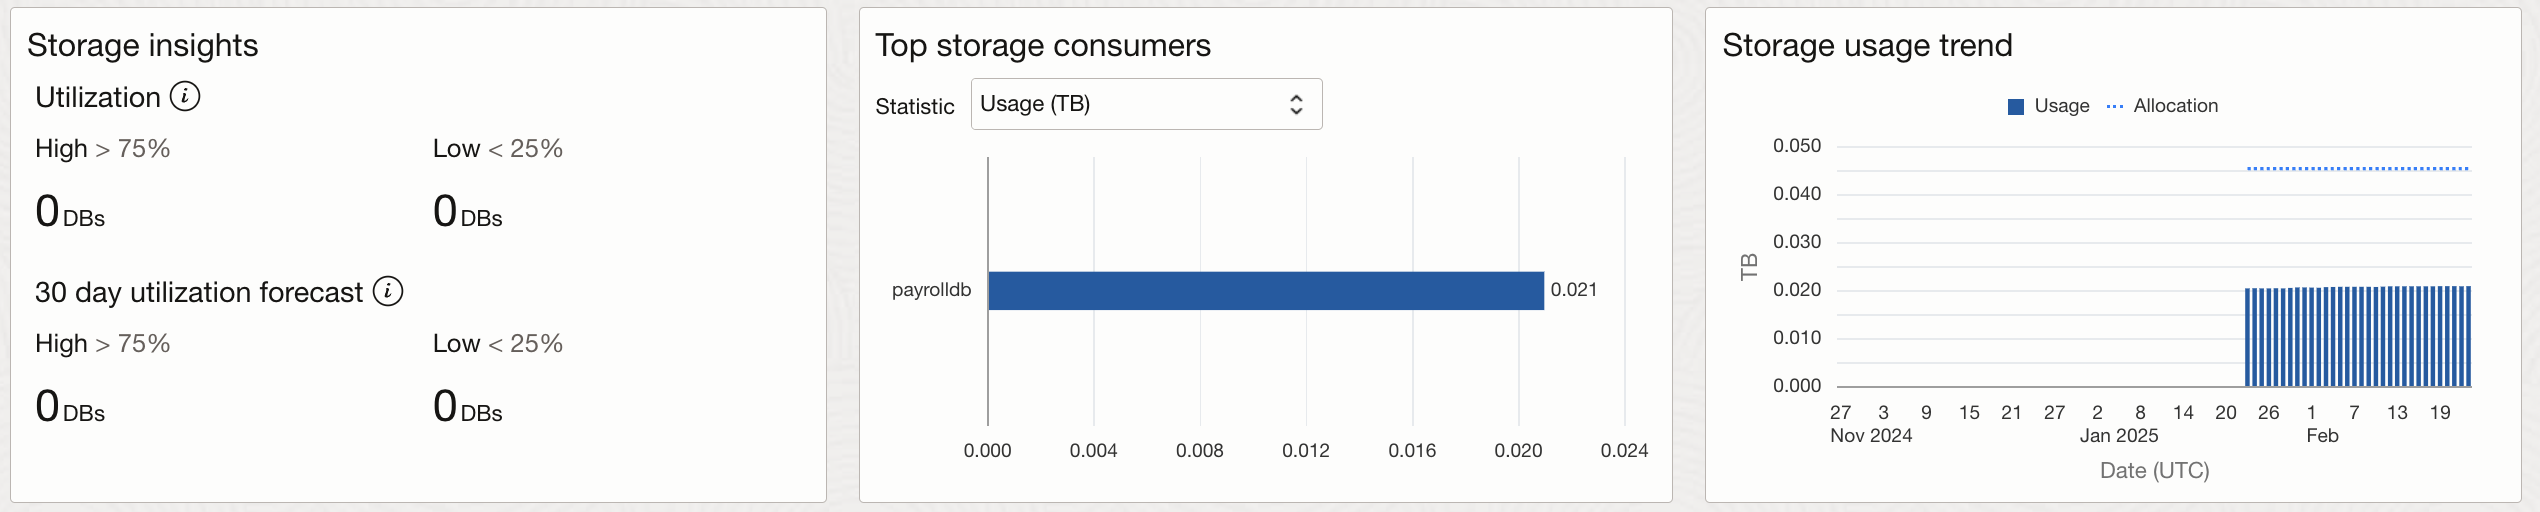 Storage insights
Utilization
High > 75%
Low < 25%
0 DBs
0 DBs
30 day utilization forecast
High > 75%
Low < 25%
0 DBs
0 DBs
Top storage consumers
Statistic
Usage (TB)
payrolldb
0.021
0.000 0.004 0.008 0.012 0.016 0.020 0.024
Storage usage trend
Usage Allocation
0.050
0.040
0.030
0.020
0.010
0.000
TB
27 3 9 15 21 27 2 8 14 20 26 1 7 13 19
Nov 2024 Jan 2025 Feb
Date (UTC)